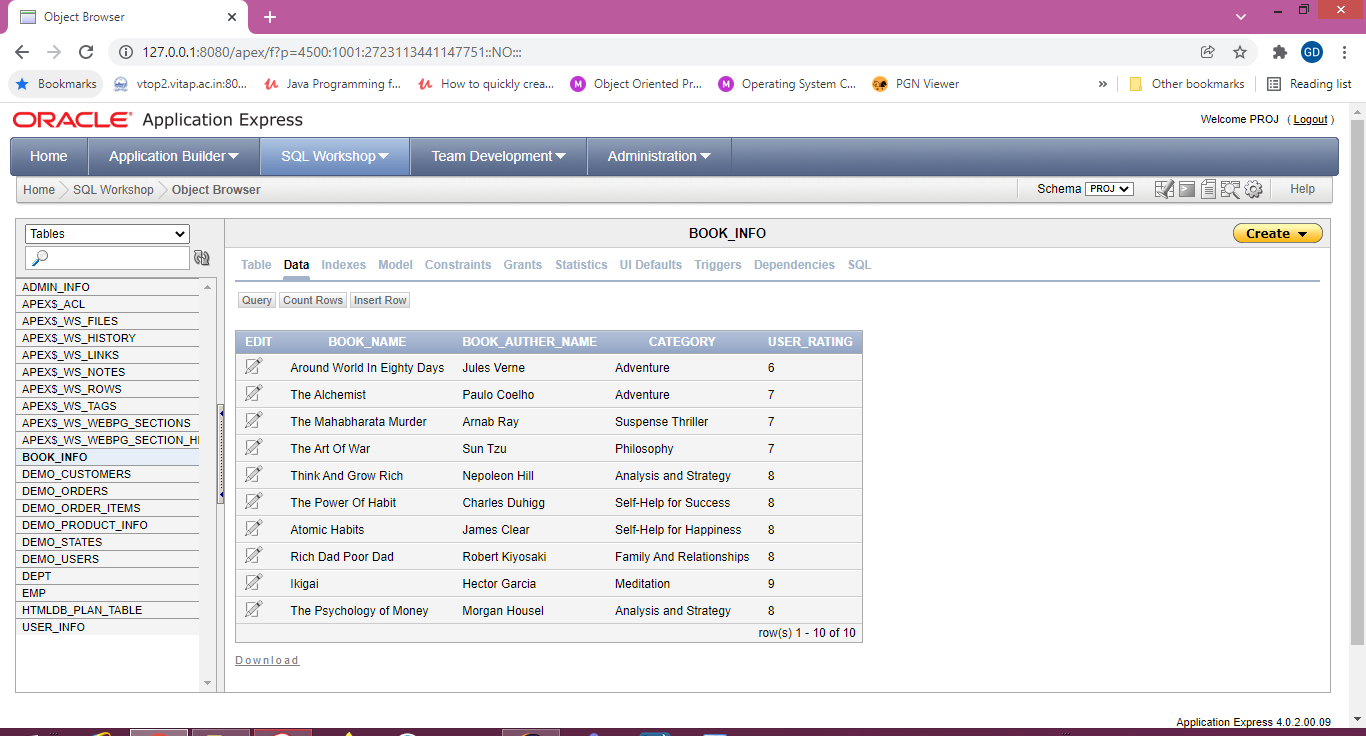 Object Browser
127.0.0.1:8080/apex/f?p=4500:1001:2723113441147751::NO:::
GD
Bookmarks vtop2.vitap.ac.in:80... Java Programming f... How to quickly crea... M Object Oriented Pr... M Operating System C... PGN Viewer » Other bookmarks Reading list
ORACLE Application Express
Welcome PROJ ( Logout )
Home Application Builder SQL Workshop Team Development Administration
Home SQL Workshop Object Browser Schema PROJ Help
Tables
BOOK_INFO Create
Table Data Indexes Model Constraints Grants Statistics UI Defaults Triggers Dependencies SQL
Query Count Rows Insert Row
ADMIN_INFO
APEX$_ACL
APEX$_WS_FILES
APEX$_WS_HISTORY
APEX$_WS_LINKS
APEX$_WS_NOTES
APEX$_WS_ROWS
APEX$_WS_TAGS
APEX$_WS_WEBPG_SECTIONS
APEX$_WS_WEBPG_SECTION_HI
BOOK_INFO
DEMO_CUSTOMERS
DEMO_ORDERS
DEMO_ORDER_ITEMS
DEMO_PRODUCT_INFO
DEMO_STATES
DEMO_USERS
DEPT
EMP
HTMLDB_PLAN_TABLE
USER_INFO
EDIT BOOK_NAME BOOK_AUTHER_NAME CATEGORY USER_RATING
Around World In Eighty Days Jules Verne Adventure 6
The Alchemist Paulo Coelho Adventure 7
The Mahabharata Murder Arnab Ray Suspense Thriller 7
The Art Of War Sun Tzu Philosophy 7
Think And Grow Rich Nepoleon Hill Analysis and Strategy 8
The Power Of Habit Charles Duhigg Self-Help for Success 8
Atomic Habits James Clear Self-Help for Happiness 8
Rich Dad Poor Dad Robert Kiyosaki Family And Relationships 8
Ikigai Hector Garcia Meditation 9
The Psychology of Money Morgan Housel Analysis and Strategy 8
row(s) 1 - 10 of 10
Download
Application Express 4.0.2.00.09